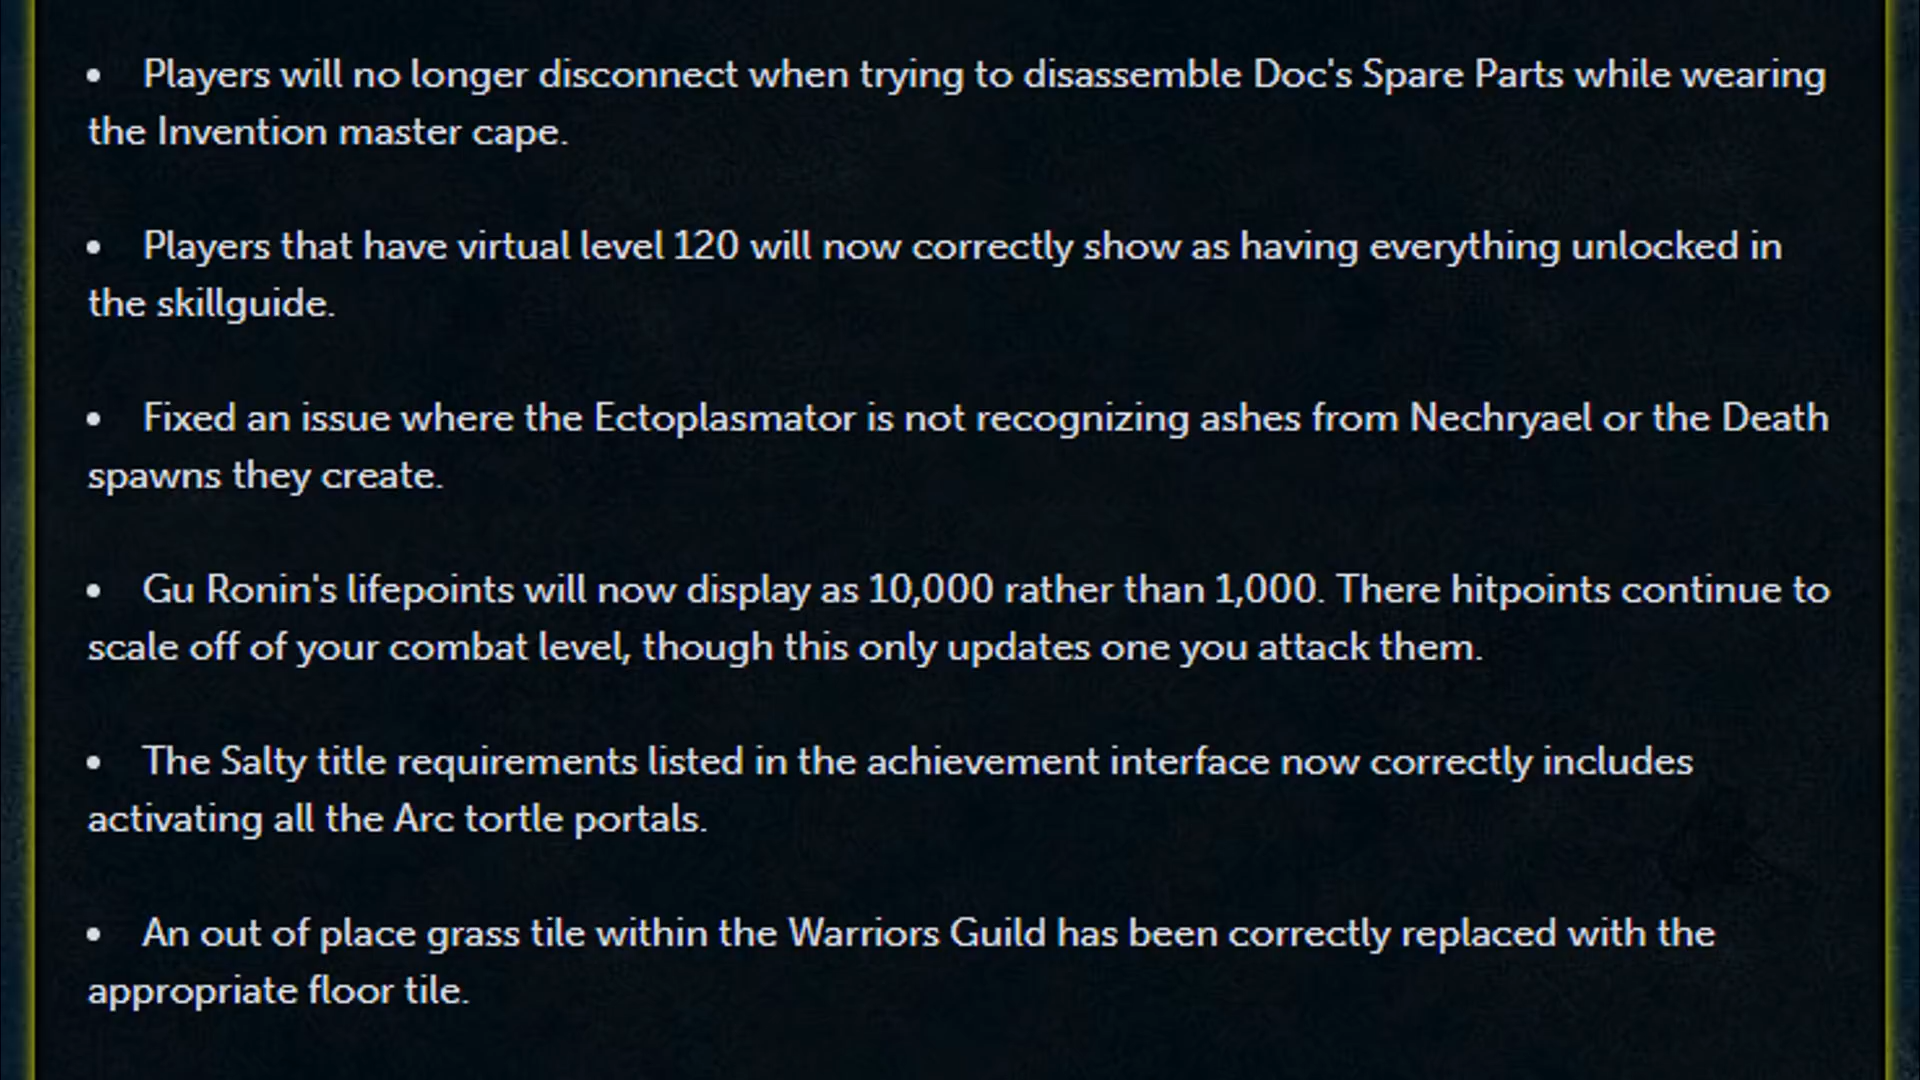 • Players will no longer disconnect when trying to disassemble Doc's Spare Parts while wearing
the Invention master cape.
• Players that have virtual level 120 will now correctly show as having everything unlocked in
the skillguide.
• Fixed an issue where the Ectoplasmator is not recognizing ashes from Nechryael or the Death
spawns they create.
• Gu Ronin's lifepoints will now display as 10,000 rather than 1,000. There hitpoints continue to
scale off of your combat level, though this only updates one you attack them.
• The Salty title requirements listed in the achievement interface now correctly includes
activating all the Arc tortle portals.
• An out of place grass tile within the Warriors Guild has been correctly replaced with the
appropriate floor tile.